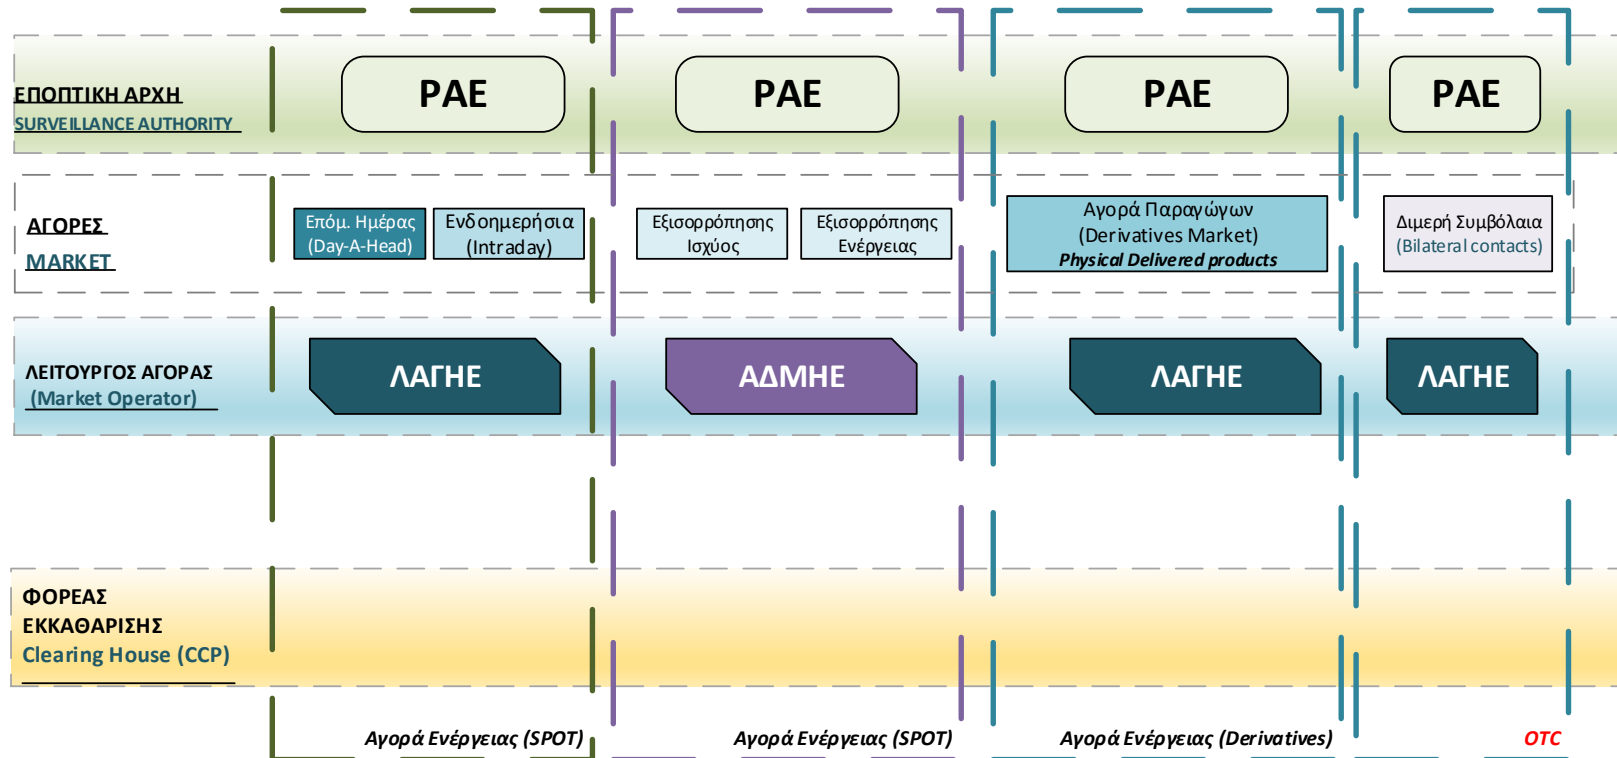 ΕΠΟΠΤΙΚΗ ΑΡΧΗ
SURVEILLANCE AUTHORITY
ΡΑΕ
ΡΑΕ
ΡΑΕ
ΡΑΕ
ΑΓΟΡΕΣ
MARKET
Επόμ. Ημέρας
(Day-A-Head)
Ενδοημερήσια
(Intraday)
Εξισορρόπησης
Ισχύος
Εξισορρόπησης
Ενέργειας
Αγορά Παραγώγων
(Derivatives Market)
Physical Delivered products
Διμερή Συμβόλαια
(Bilateral contacts)
ΛΕΙΤΟΥΡΓΟΣ ΑΓΟΡΑΣ
(Market Operator)
ΛΑΓΗΕ
ΑΔΜΗΕ
ΛΑΓΗΕ
ΛΑΓΗΕ
ΦΟΡΕΑΣ
ΕΚΚΑΘΑΡΙΣΗΣ
Clearing House (CCP)
Αγορά Ενέργειας (SPOT)
Αγορά Ενέργειας (SPOT)
Αγορά Ενέργειας (Derivatives)
OTC